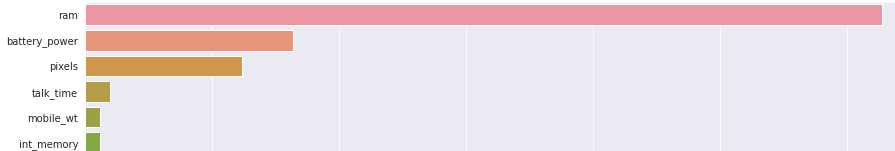 ram
battery_power
pixels
talk_time
mobile_wt
int_memory